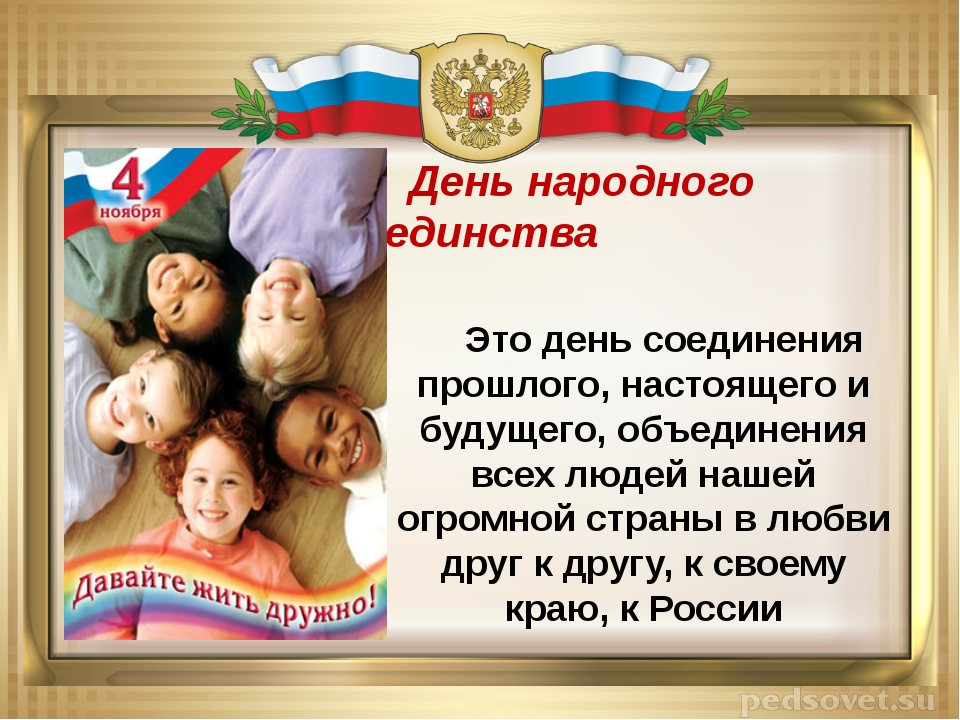 4
ноября
День народного
единства
Это день соединения
прошлого, настоящего и
будущего, объединения
всех людей нашей
огромной страны в любви
друг к другу, к своему
краю, к России
Давайте жить дружно!
pedsovet.su